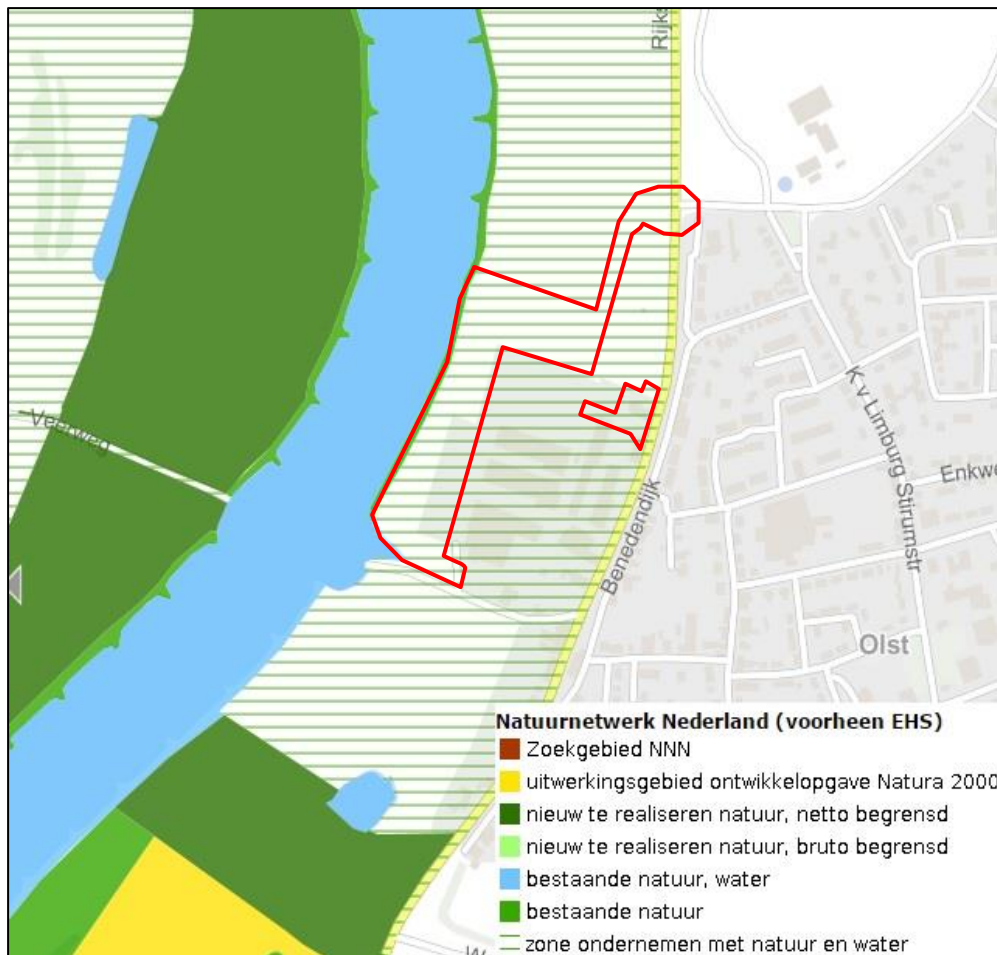 Rijks
Veerweg
K v Limburg Stirumstr
Enkwe
Benedendijk
Olst
Natuurnetwerk Nederland (voorheen EHS)
Zoekgebied NNN
uitwerkingsgebied ontwikkelopgave Natura 2000
nieuw te realiseren natuur, netto begrensd
nieuw te realiseren natuur, bruto begrensd
bestaande natuur, water
bestaande natuur
zone ondernemen met natuur en water
W